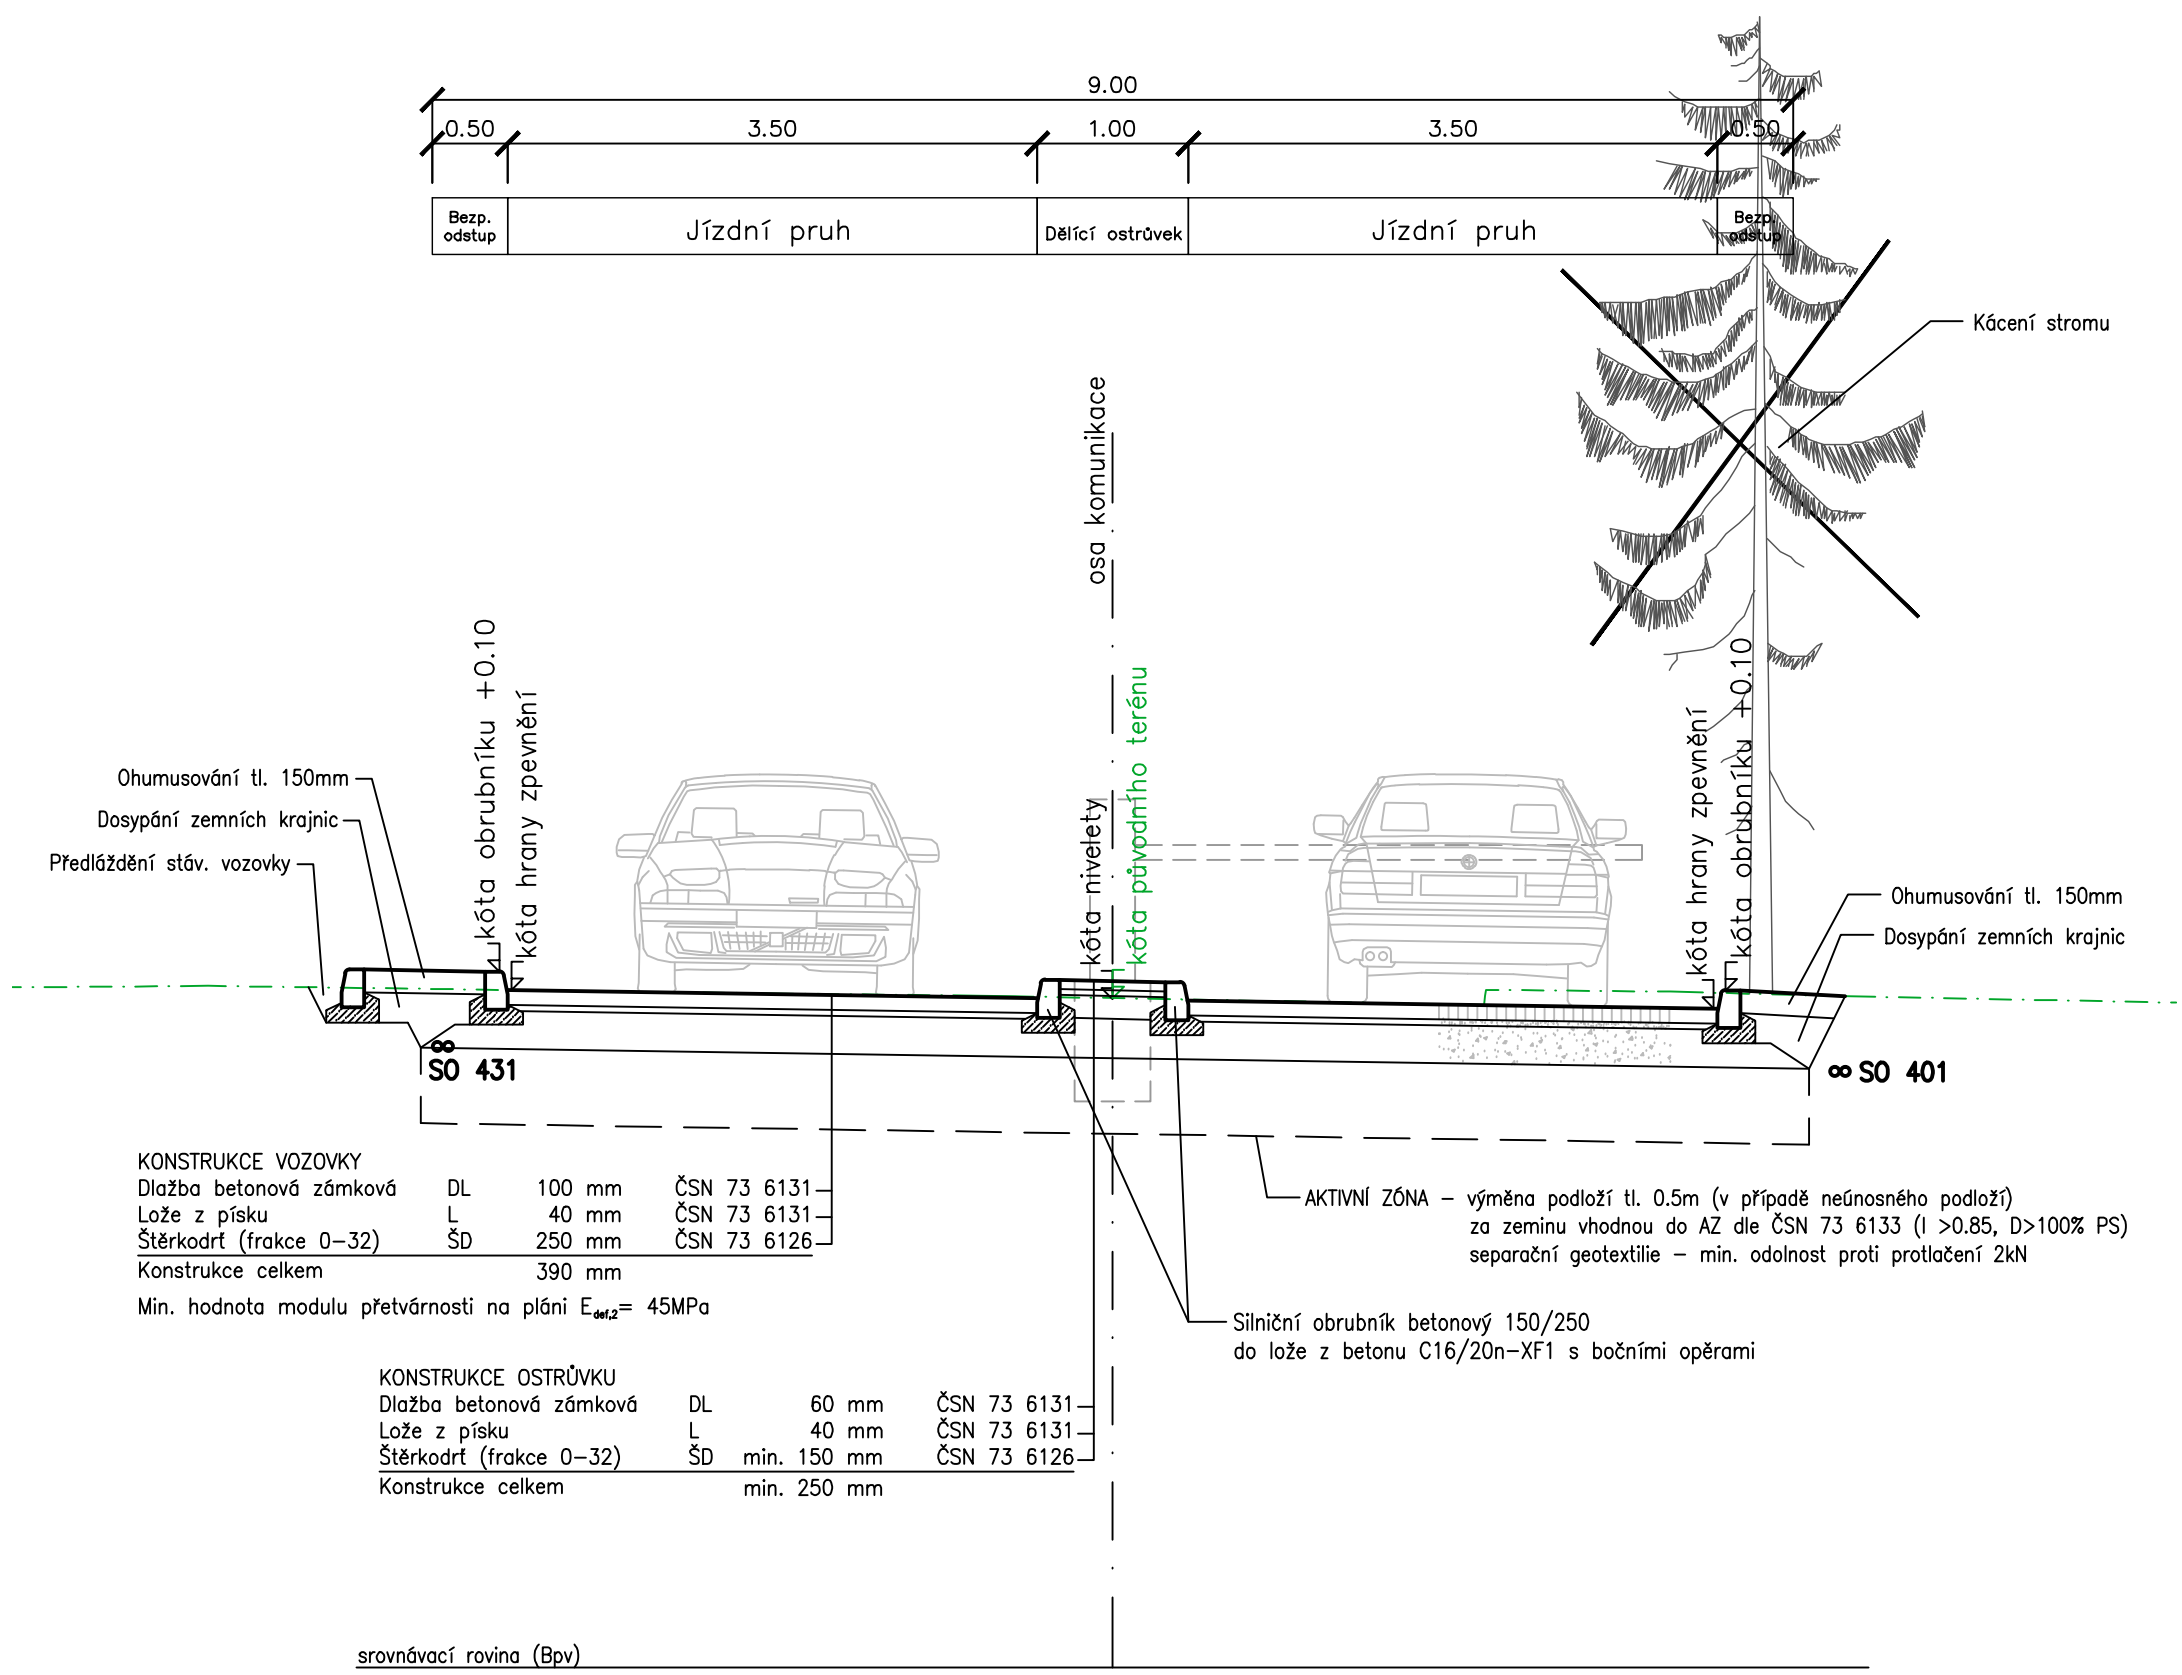 9.00
0.50 3.50 1.00 3.50 0.50
Bezp.
odstup
Jízdní pruh
Dělící ostrůvek
Jízdní pruh
Bezp.
odstup
Kácení stromu
osa komunikace
kóta obrubníku +0.10
kóta hrany zpevnění
kóta nivelety
kóta původního terénu
kóta hrany zpevnění
kóta obrubníku +0.10
Ohumusování tl. 150mm
Dosypání zemních krajnic
Předláždění stáv. vozovky
Ohumusování tl. 150mm
Dosypání zemních krajnic
SO 431
SO 401
KONSTRUKCE VOZOVKY
Dlažba betonová zámková DL 100 mm ČSN 73 6131
Lože z písku L 40 mm ČSN 73 6131
Štěrkodrť (frakce 0-32) ŠD 250 mm ČSN 73 6126
Konstrukce celkem 390 mm
Min. hodnota modulu přetvárnosti na pláni Edef,2= 45MPa
AKTIVNÍ ZÓNA - výměna podloží tl. 0.5m (v případě neúnosného podloží)
za zeminu vhodnou do AZ dle ČSN 73 6133 (I >0.85, D>100% PS)
separační geotextilie - min. odolnost proti protlačení 2kN
Silniční obrubník betonový 150/250
do lože z betonu C16/20n-XF1 s bočními opěrami
KONSTRUKCE OSTRŮVKU
Dlažba betonová zámková DL 60 mm ČSN 73 6131
Lože z písku L 40 mm ČSN 73 6131
Štěrkodrť (frakce 0-32) ŠD min. 150 mm ČSN 73 6126
Konstrukce celkem min. 250 mm
srovnávací rovina (Bpv)